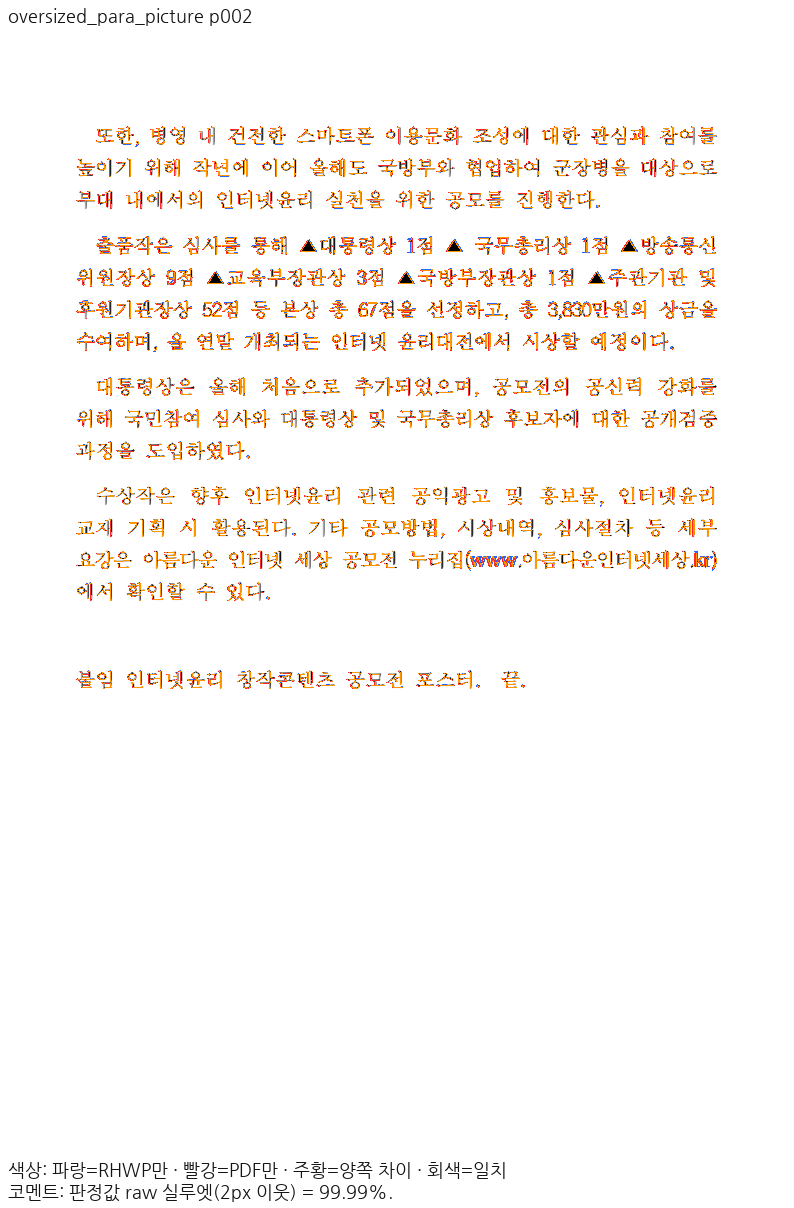 oversized_para_picture p002
또한, 병영 내 건전한 스마트폰 이용문화 조성에 대한 관심과 참여를
높이기 위해 작년에 이어 올해도 국방부와 협업하여 군장병을 대상으로
부대 내에서의 인터넷윤리 실천을 위한 공모를 진행한다.
출품작은 심사를 통해 ▲대통령상 1점 ▲ 국무총리상 1점 ▲방송통신
위원장상 9점 ▲교육부장관상 3점 ▲국방부장관상 1점 ▲주관기관 및
후원기관장상 52점 등 본상 총 67점을 선정하고, 총 3,830만원의 상금을
수여하며, 올 연말 개최되는 인터넷 윤리대전에서 시상할 예정이다.
대통령상은 올해 처음으로 추가되었으며, 공모전의 공신력 강화를
위해 국민참여 심사와 대통령상 및 국무총리상 후보자에 대한 공개검증
과정을 도입하였다.
수상작은 향후 인터넷윤리 관련 공익광고 및 홍보물, 인터넷윤리
교재 기획 시 활용된다. 기타 공모방법, 시상내역, 심사절차 등 세부
요강은 아름다운 인터넷 세상 공모전 누리집(www.아름다운인터넷세상.kr)
에서 확인할 수 있다.
붙임 인터넷윤리 창작콘텐츠 공모전 포스터. 끝.
색상: 파랑=RHWP만 · 빨강=PDF만 · 주황=양쪽 차이 · 회색=일치
코멘트: 판정값 raw 실루엣(2px 이웃) = 99.99%.